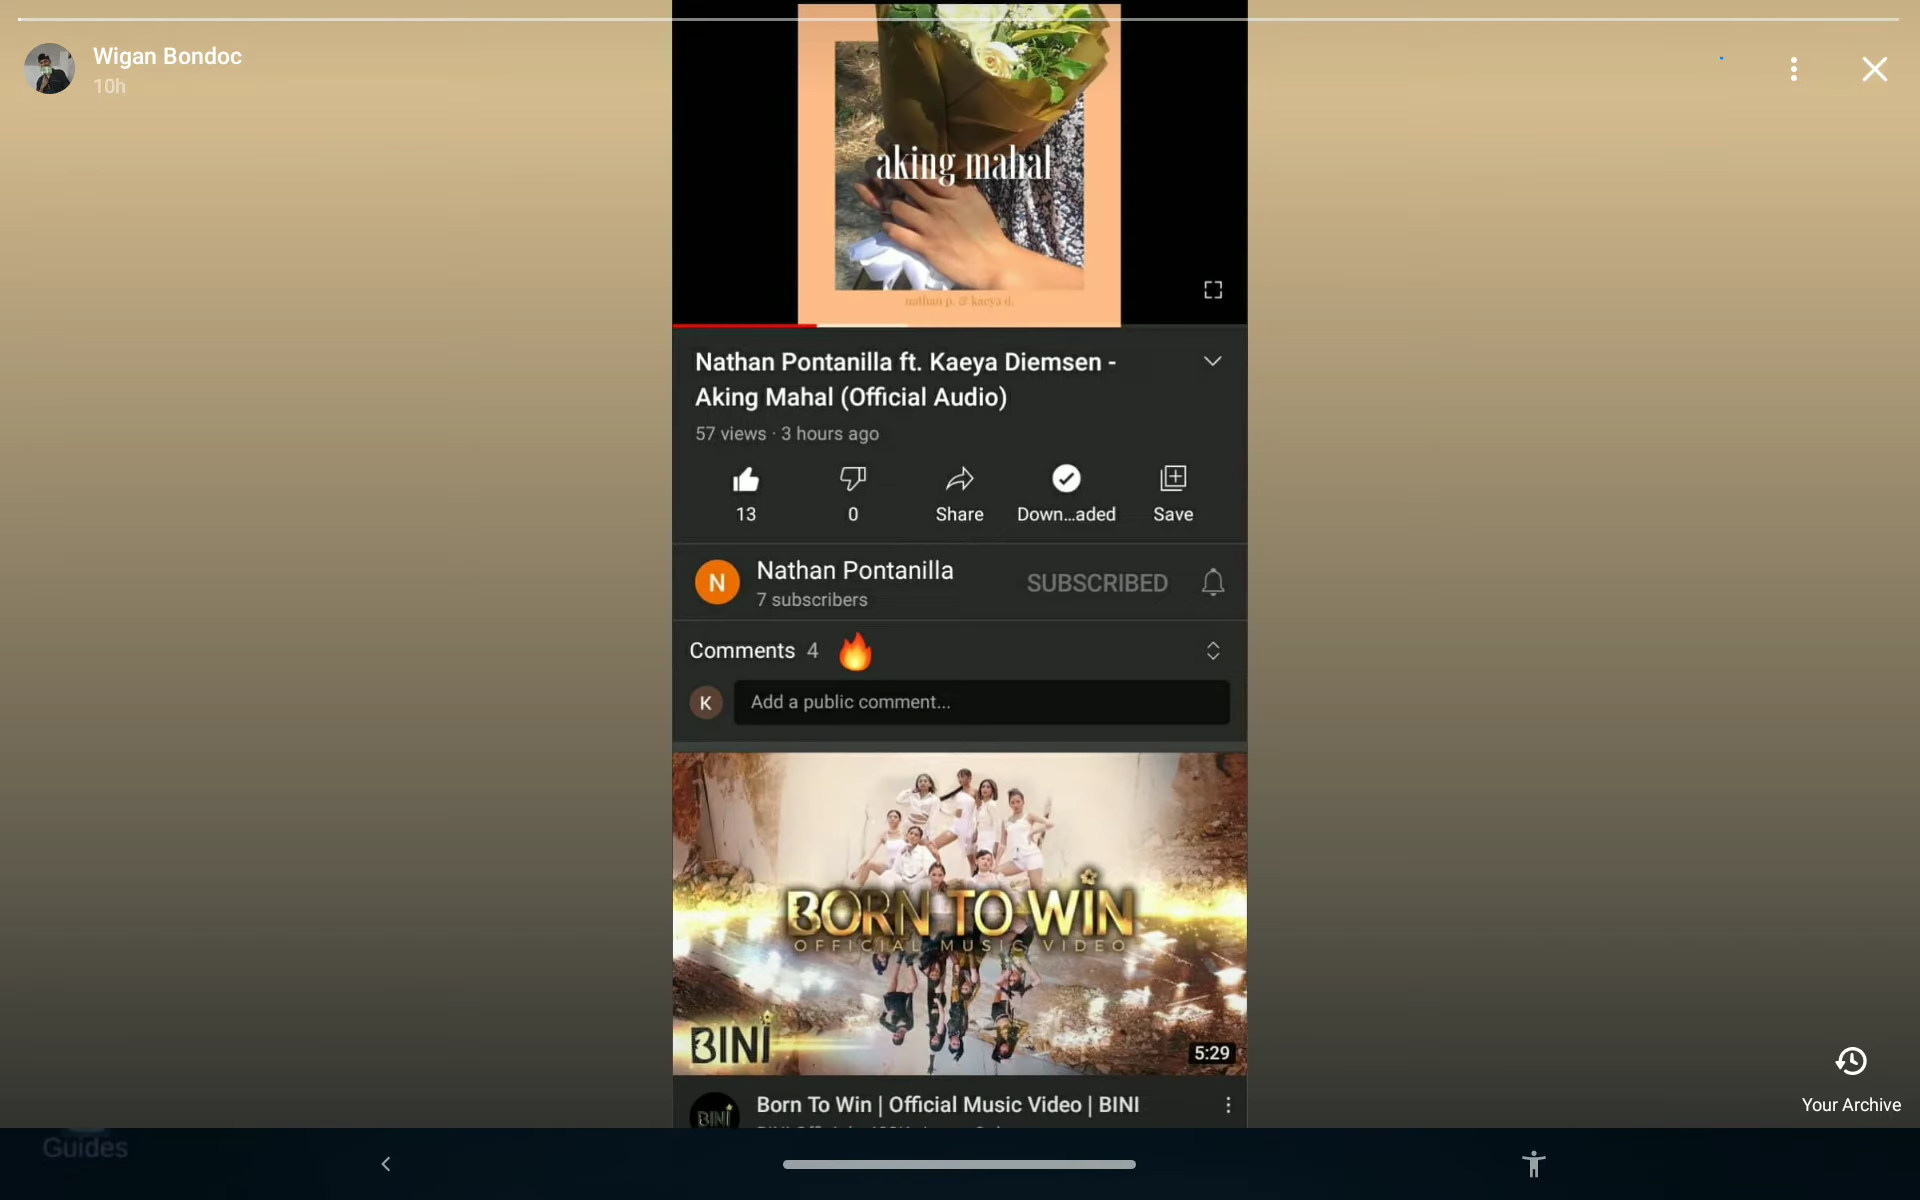 Wigan Bondoc
10h
aking mahal
nathan p. & kaeya d.
Nathan Pontanilla ft. Kaeya Diemsen -
Aking Mahal (Official Audio)
57 views · 3 hours ago
13
0
Share
Down...aded
Save
N
Nathan Pontanilla
7 subscribers
SUBSCRIBED
Comments 4 🔥
K
Add a public comment...
BORN TO WIN
OFFICIAL MUSIC VIDEO
BINI
5:29
BINI
Born To Win | Official Music Video | BINI
Your Archive
Guides